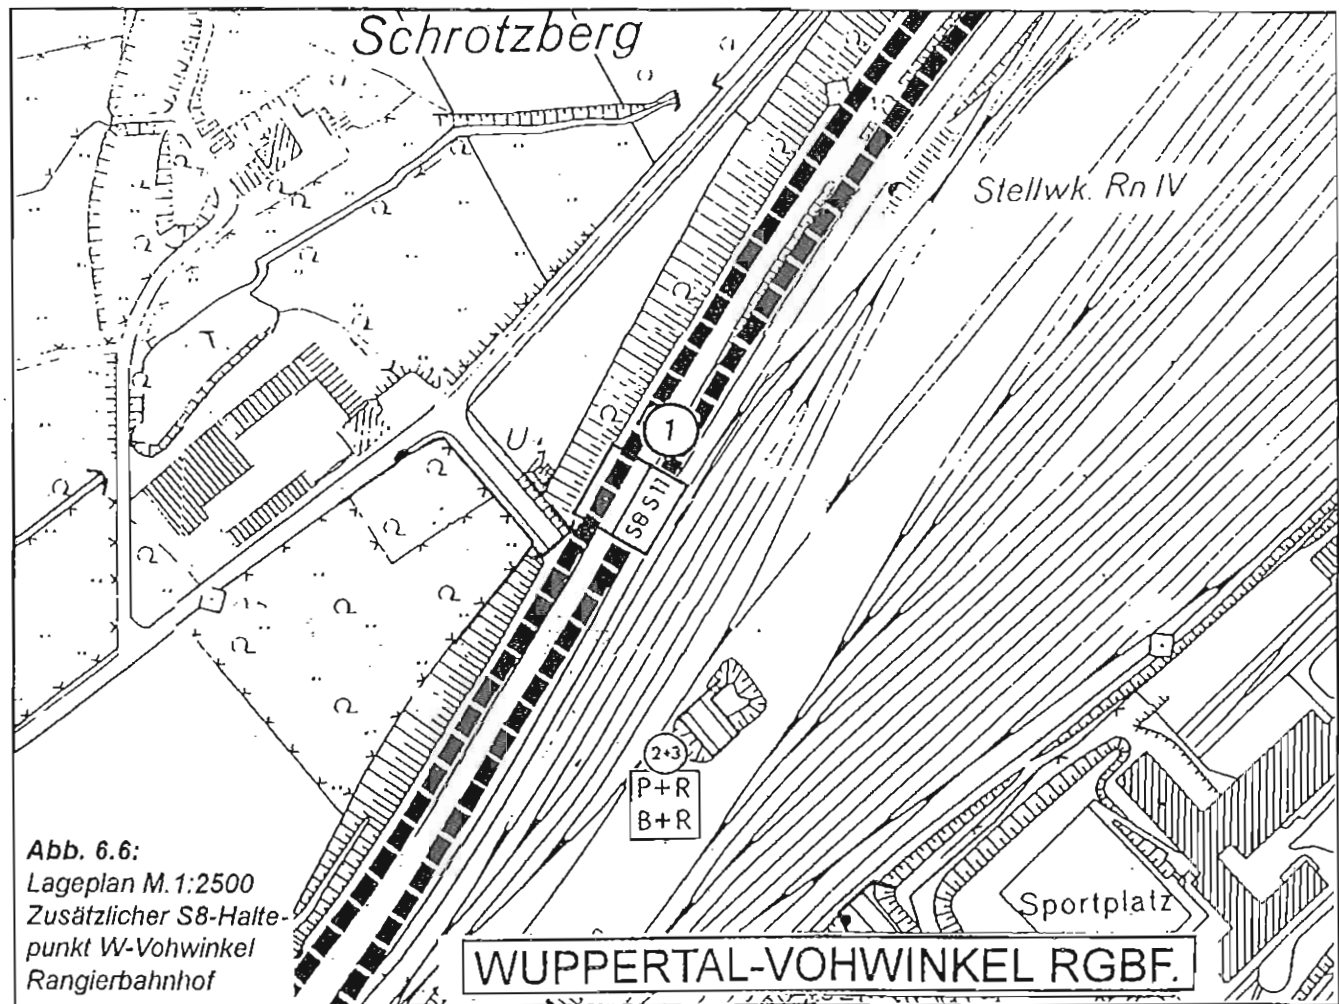 Schrotzberg
Stellwk. Rn IV
1
S8 S11
2+3
P+R
B+R
Abb. 6.6:
Lageplan M.1:2500
Zusätzlicher S8-Halte-
punkt W-Vohwinkel
Rangierbahnhof
Sportplatz
WUPPERTAL-VOHWINKEL RGBF.